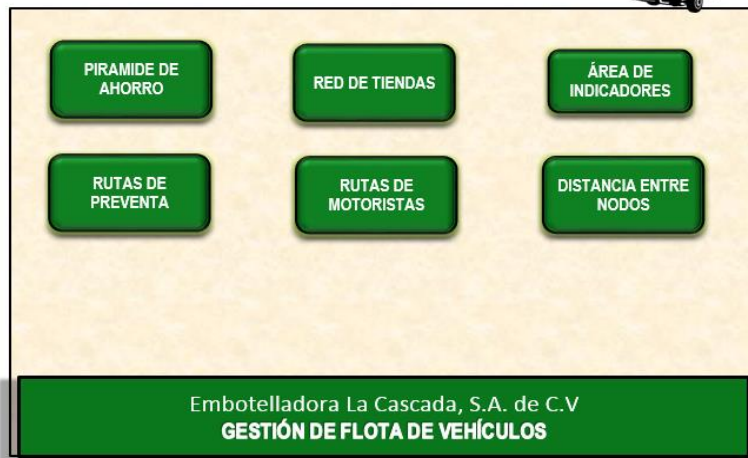 PIRAMIDE DE
AHORRO
RED DE TIENDAS
ÁREA DE
INDICADORES
RUTAS DE
PREVENTA
RUTAS DE
MOTORISTAS
DISTANCIA ENTRE
NODOS
Embotelladora La Cascada, S.A. de C.V
GESTIÓN DE FLOTA DE VEHÍCULOS